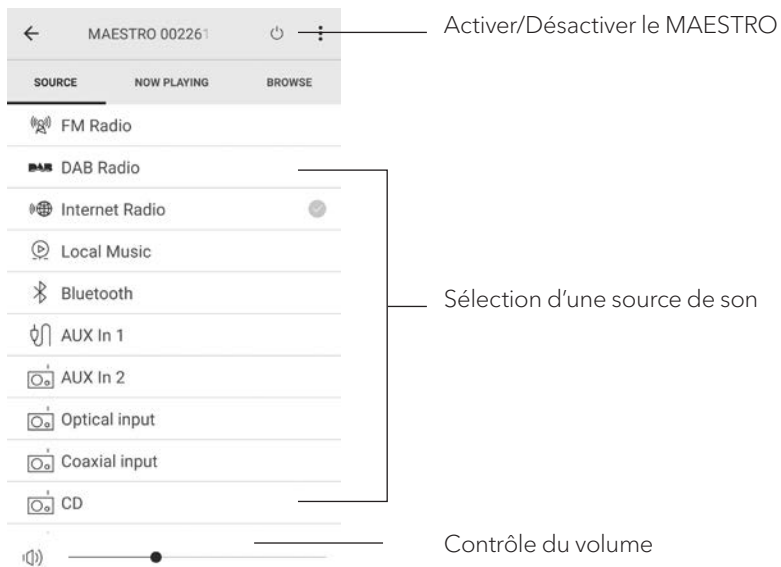 MAESTRO 002261
Activer/Désactiver le MAESTRO
SOURCE NOW PLAYING BROWSE
FM Radio
DAB DAB Radio
Internet Radio
Local Music
Bluetooth
Sélection d'une source de son
AUX In 1
AUX In 2
Optical input
Coaxial input
CD
Contrôle du volume